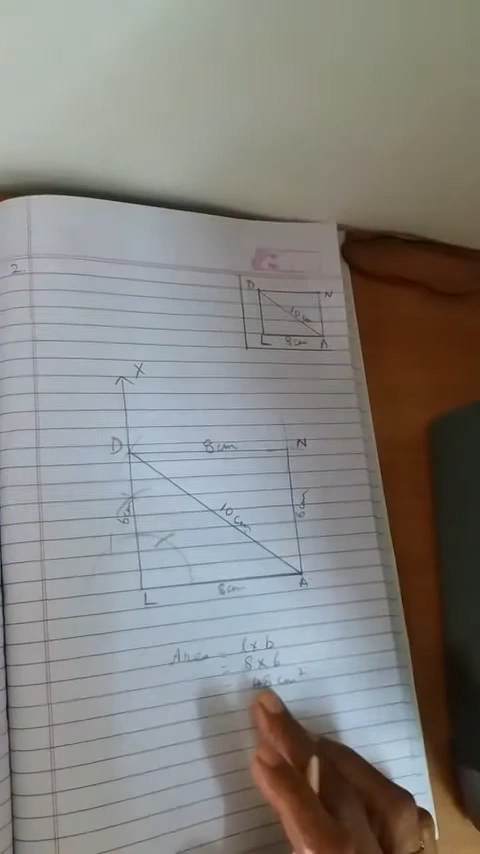 2
D N
10cm
L 8cm A
X
D 8cm N
6cm 10cm 6cm
L 8cm A
Area = l x b
= 8 x 6
= 48 cm²